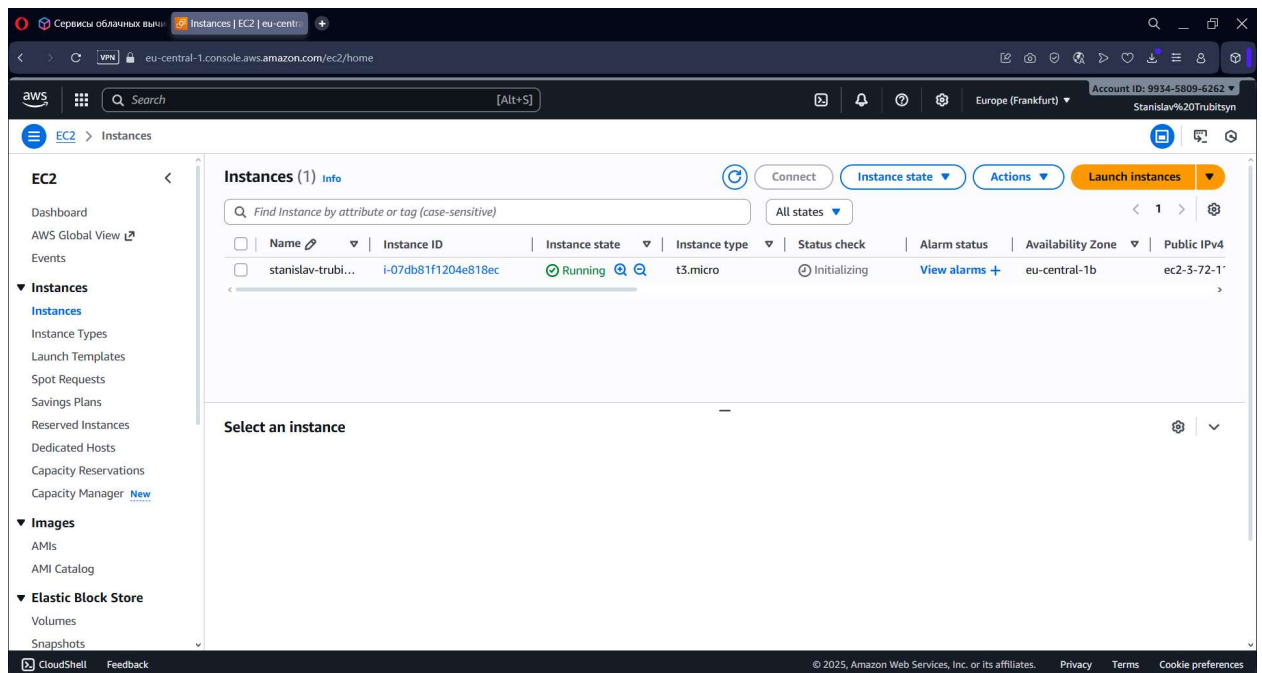 Сервисы облачных вычи Instances | EC2 | eu-centra
VPN eu-central-1.console.aws.amazon.com/ec2/home
aws Search [Alt+S] Europe (Frankfurt) Account ID: 9934-5809-6262
Stanislav%20Trubitsyn
EC2 > Instances
EC2
Dashboard
AWS Global View
Events
Instances
Instances
Instance Types
Launch Templates
Spot Requests
Savings Plans
Reserved Instances
Dedicated Hosts
Capacity Reservations
Capacity Manager New
Images
AMIs
AMI Catalog
Elastic Block Store
Volumes
Snapshots
Instances (1) Info Connect Instance state Actions Launch instances
Find Instance by attribute or tag (case-sensitive) All states 1
Name Instance ID Instance state Instance type Status check Alarm status Availability Zone Public IPv4
stanislav-trubi... i-07db81f1204e818ec Running t3.micro Initializing View alarms + eu-central-1b ec2-3-72-1
Select an instance
CloudShell Feedback © 2025, Amazon Web Services, Inc. or its affiliates. Privacy Terms Cookie preferences